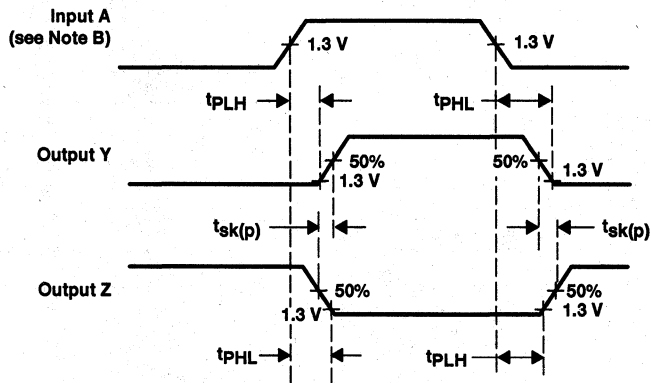 Input A
(see Note B)
1.3 V
1.3 V
tPLH
tPHL
Output Y
50%
50%
1.3 V
1.3 V
tsk(p)
tsk(p)
Output Z
50%
50%
1.3 V
1.3 V
tPHL
tPLH